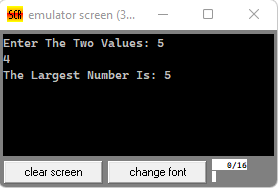 SCR emulator screen (3...
Enter The Two Values: 5
4
The Largest Number Is: 5
clear screen
change font
0/16